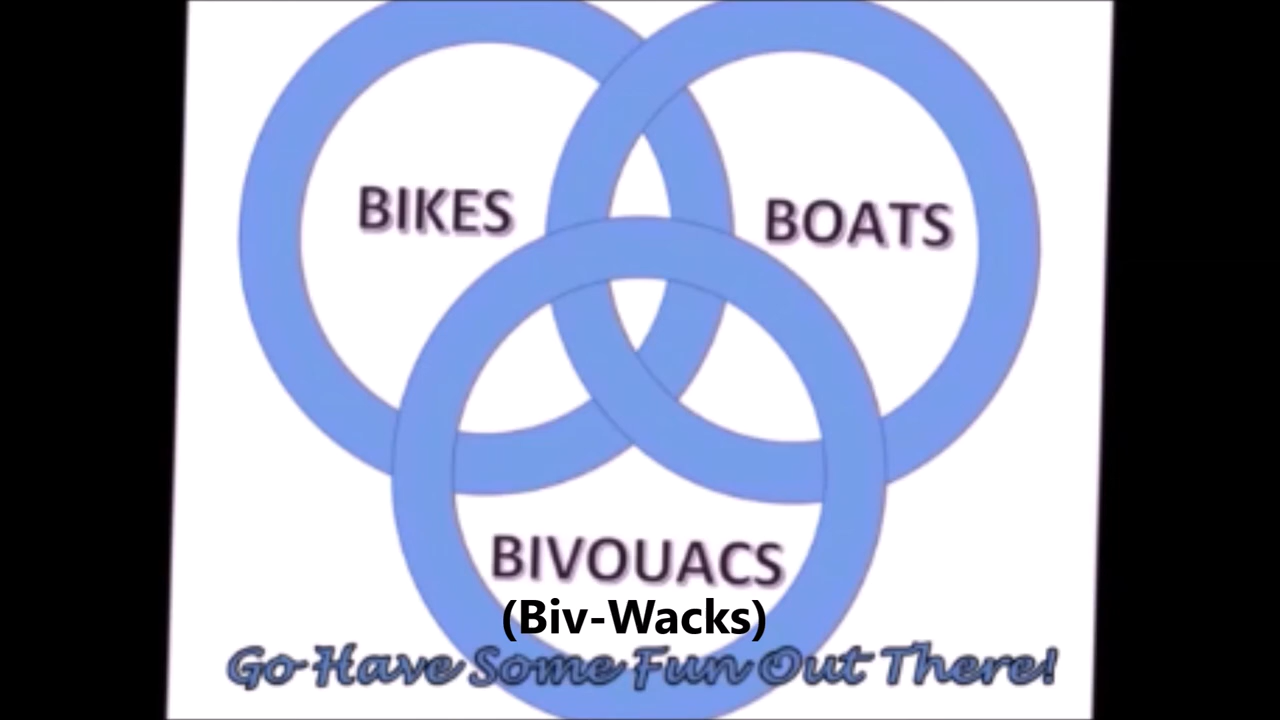 BIKES
BOATS
BIVOUACS
(Biv-Wacks)
Go Have Some Fun Out There!